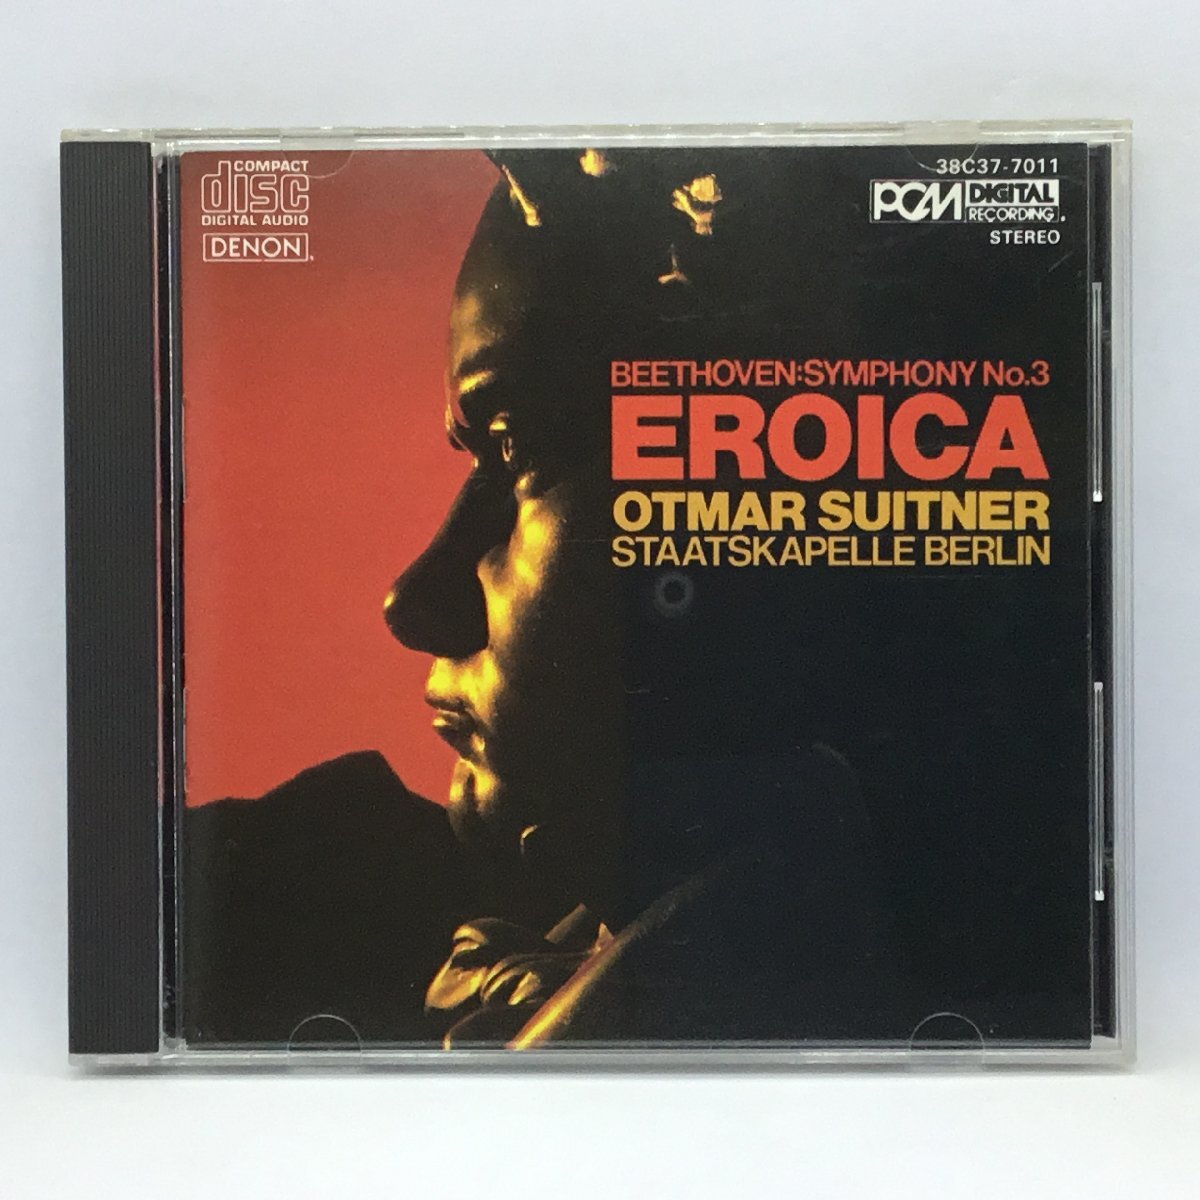 COMPACT
disc
DIGITAL AUDIO
DENON
38C37-7011
PCM DIGITAL
RECORDING
STEREO
BEETHOVEN:SYMPHONY No.3
EROICA
OTMAR SUITNER
STAATSKAPELLE BERLIN